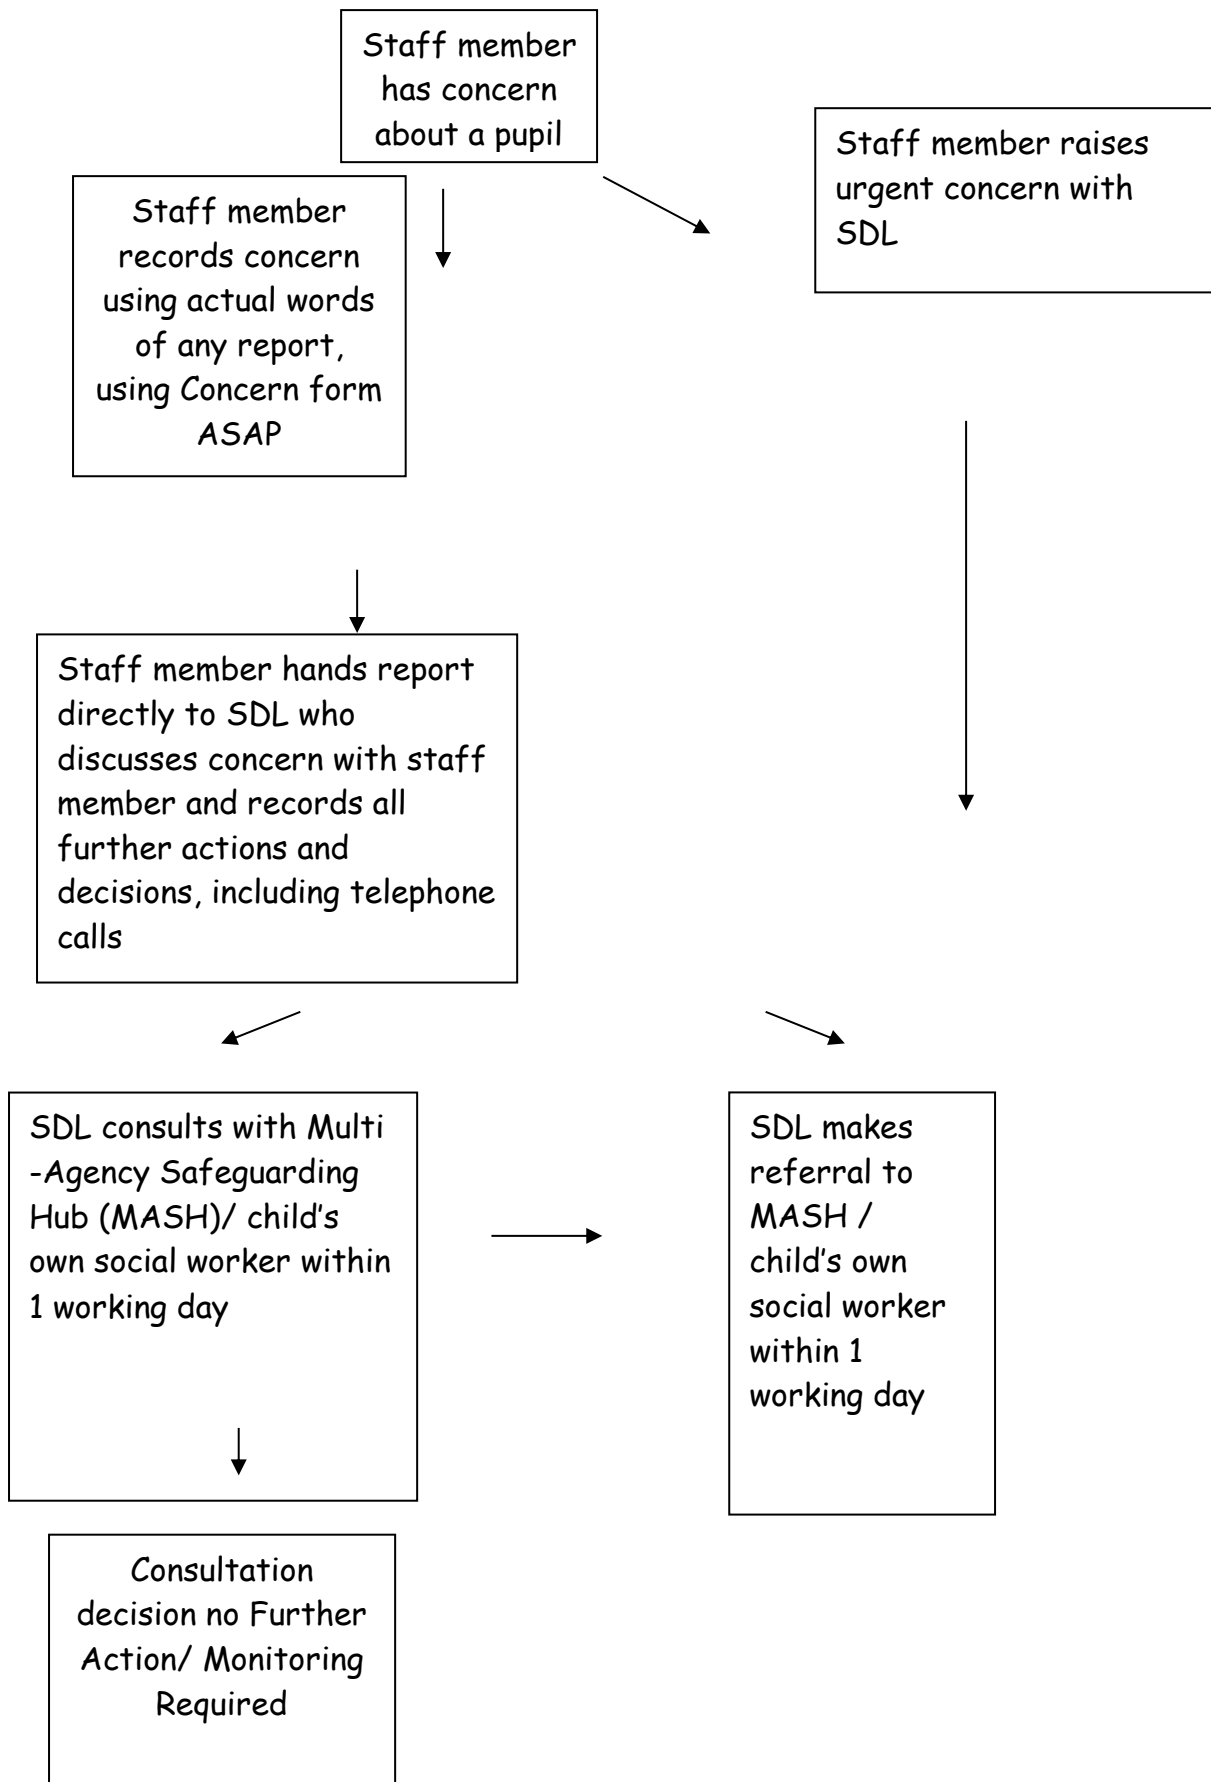 Staff member
has concern
about a pupil
Staff member raises
urgent concern with
SDL
Staff member
records concern
using actual words
of any report,
using Concern form
ASAP
Staff member hands report
directly to SDL who
discusses concern with staff
member and records all
further actions and
decisions, including telephone
calls
SDL consults with Multi
-Agency Safeguarding
Hub (MASH)/ child’s
own social worker within
1 working day
SDL makes
referral to
MASH /
child’s own
social worker
within 1
working day
Consultation
decision no Further
Action/ Monitoring
Required